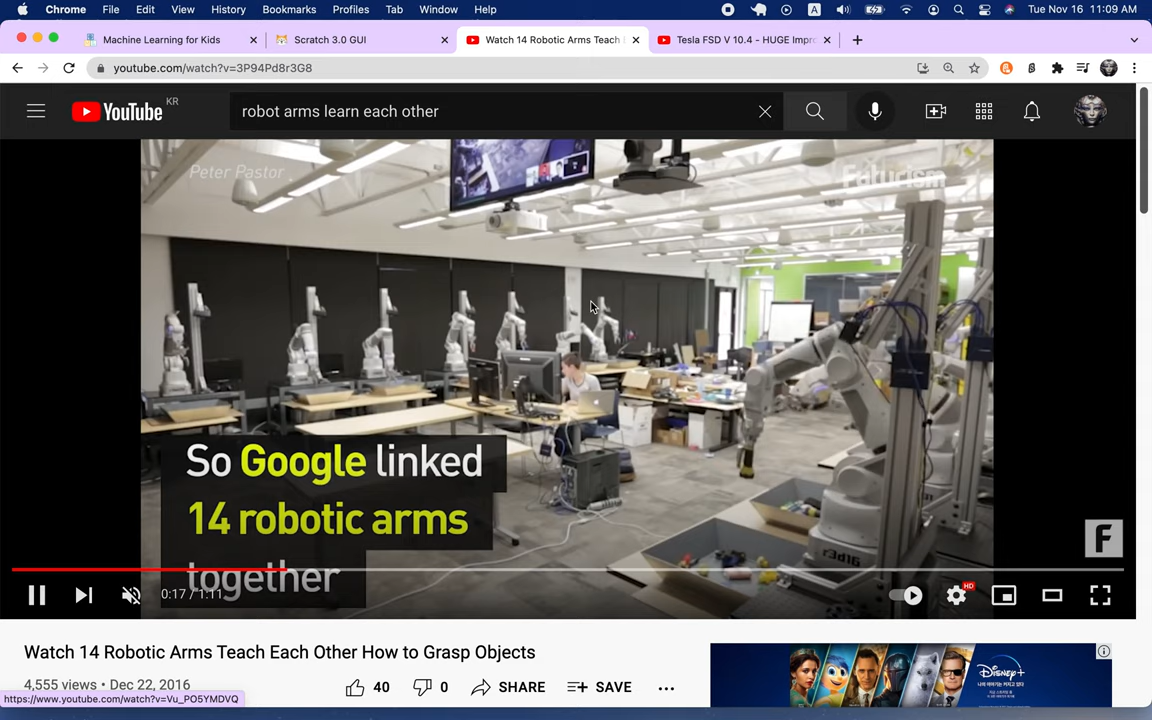 Chrome File Edit View History Bookmarks Profiles Tab Window Help A Tue Nov 16 11:09 AM
Machine Learning for Kids Scratch 3.0 GUI Watch 14 Robotic Arms Teach Tesla FSD V 10.4 - HUGE Impro
youtube.com/watch?v=3P94Pd8r3G8
YouTube KR robot arms learn each other
Peter Pastor Futurism
So Google linked
14 robotic arms
together
F
0:17 / 1:11 HD
Watch 14 Robotic Arms Teach Each Other How to Grasp Objects
4,555 views • Dec 22, 2016 40 0 SHARE SAVE
Disney+
https://www.youtube.com/watch?v=Vu_PO5YMDVQ